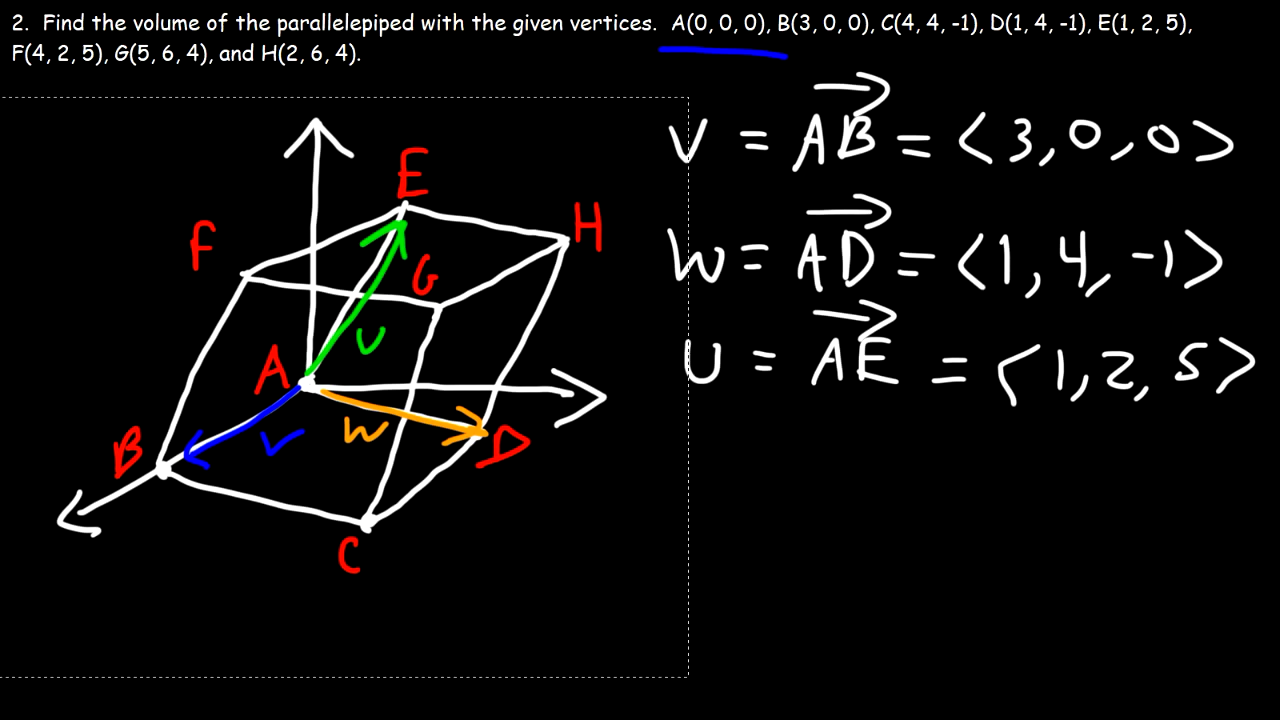 2. Find the volume of the parallelepiped with the given vertices. A(0, 0, 0), B(3, 0, 0), C(4, 4, -1), D(1, 4, -1), E(1, 2, 5),
F(4, 2, 5), G(5, 6, 4), and H(2, 6, 4).
V = AB = <3, 0, 0>
W = AD = <1, 4, -1>
U = AE = <1, 2, 5>
E
F
H
G
U
A
B
V
W
D
C